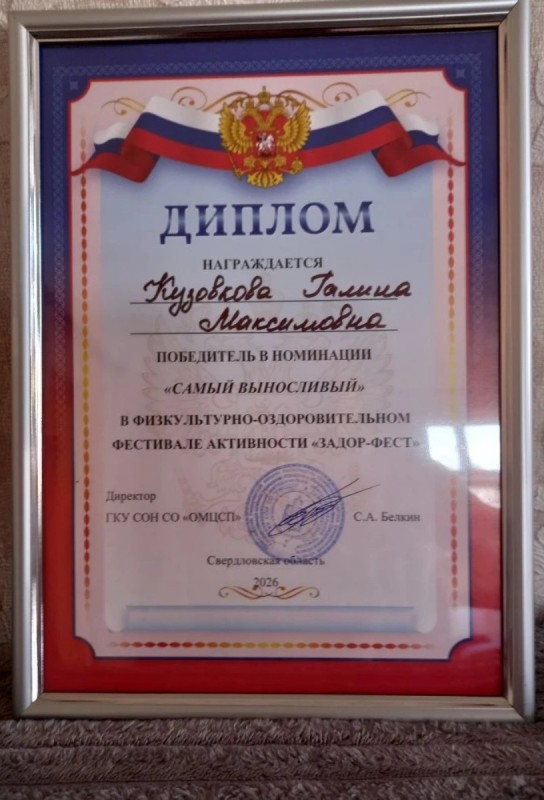 ДИПЛОМ
НАГРАЖДАЕТСЯ
Кузовкова Галина
Максимовна
ПОБЕДИТЕЛЬ В НОМИНАЦИИ
«САМЫЙ ВЫНОСЛИВЫЙ»
В ФИЗКУЛЬТУРНО-ОЗДОРОВИТЕЛЬНОМ
ФЕСТИВАЛЕ АКТИВНОСТИ «ЗАДОР-ФЕСТ»
Директор
ГКУ СОН СО «ОМЦСП» С.А. Белкин
Свердловская область
2026